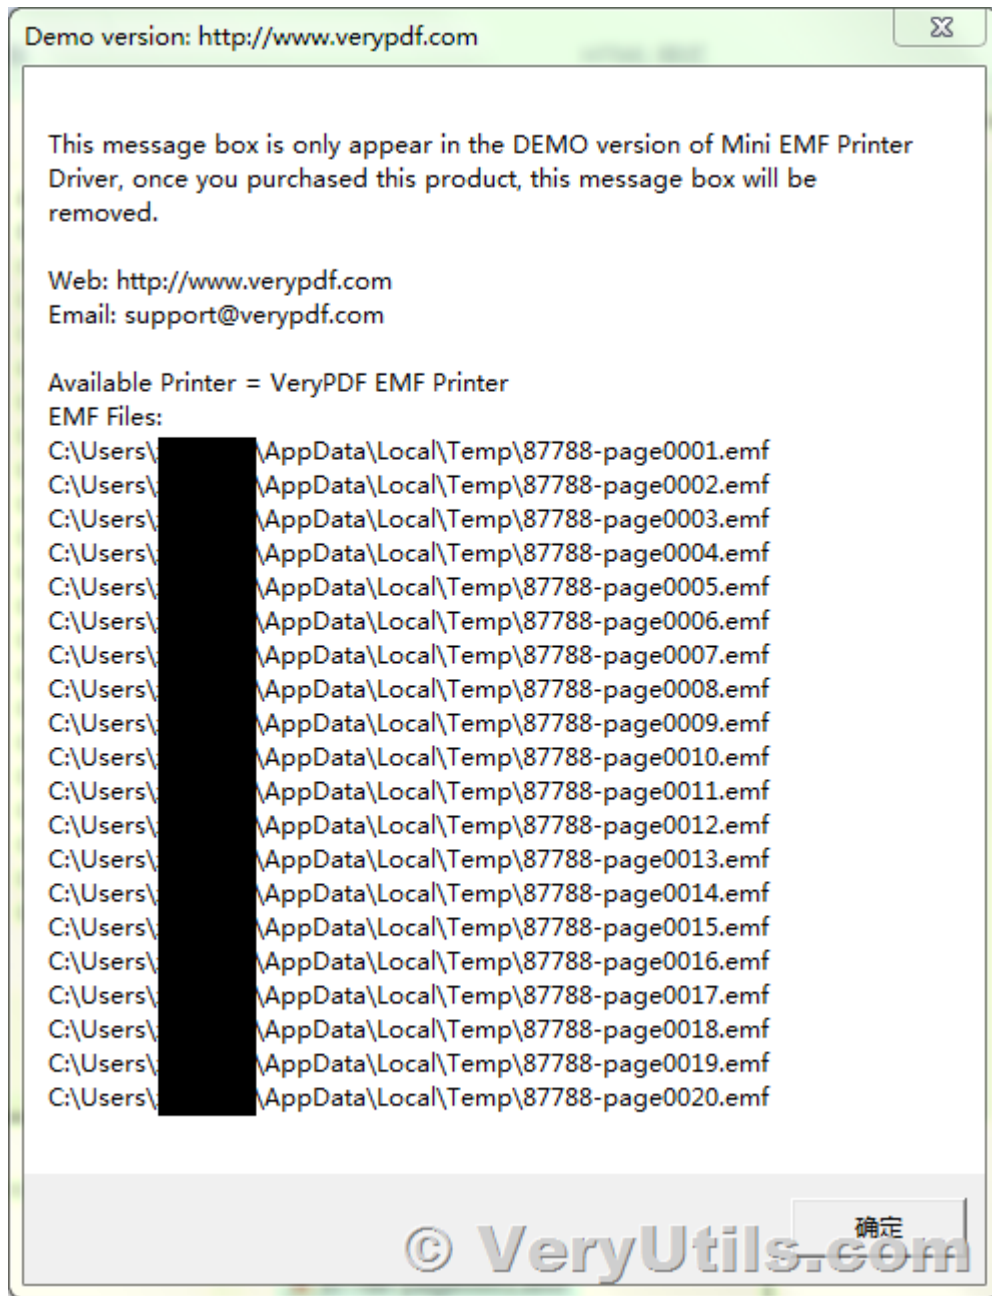 Demo version: http://www.verypdf.com
This message box is only appear in the DEMO version of Mini EMF Printer
Driver, once you purchased this product, this message box will be
removed.
Web: http://www.verypdf.com
Email: support@verypdf.com
Available Printer = VeryPDF EMF Printer
EMF Files:
C:\Users\ \AppData\Local\Temp\87788-page0001.emf
C:\Users\ \AppData\Local\Temp\87788-page0002.emf
C:\Users\ \AppData\Local\Temp\87788-page0003.emf
C:\Users\ \AppData\Local\Temp\87788-page0004.emf
C:\Users\ \AppData\Local\Temp\87788-page0005.emf
C:\Users\ \AppData\Local\Temp\87788-page0006.emf
C:\Users\ \AppData\Local\Temp\87788-page0007.emf
C:\Users\ \AppData\Local\Temp\87788-page0008.emf
C:\Users\ \AppData\Local\Temp\87788-page0009.emf
C:\Users\ \AppData\Local\Temp\87788-page0010.emf
C:\Users\ \AppData\Local\Temp\87788-page0011.emf
C:\Users\ \AppData\Local\Temp\87788-page0012.emf
C:\Users\ \AppData\Local\Temp\87788-page0013.emf
C:\Users\ \AppData\Local\Temp\87788-page0014.emf
C:\Users\ \AppData\Local\Temp\87788-page0015.emf
C:\Users\ \AppData\Local\Temp\87788-page0016.emf
C:\Users\ \AppData\Local\Temp\87788-page0017.emf
C:\Users\ \AppData\Local\Temp\87788-page0018.emf
C:\Users\ \AppData\Local\Temp\87788-page0019.emf
C:\Users\ \AppData\Local\Temp\87788-page0020.emf
确定
© VeryUtils.com